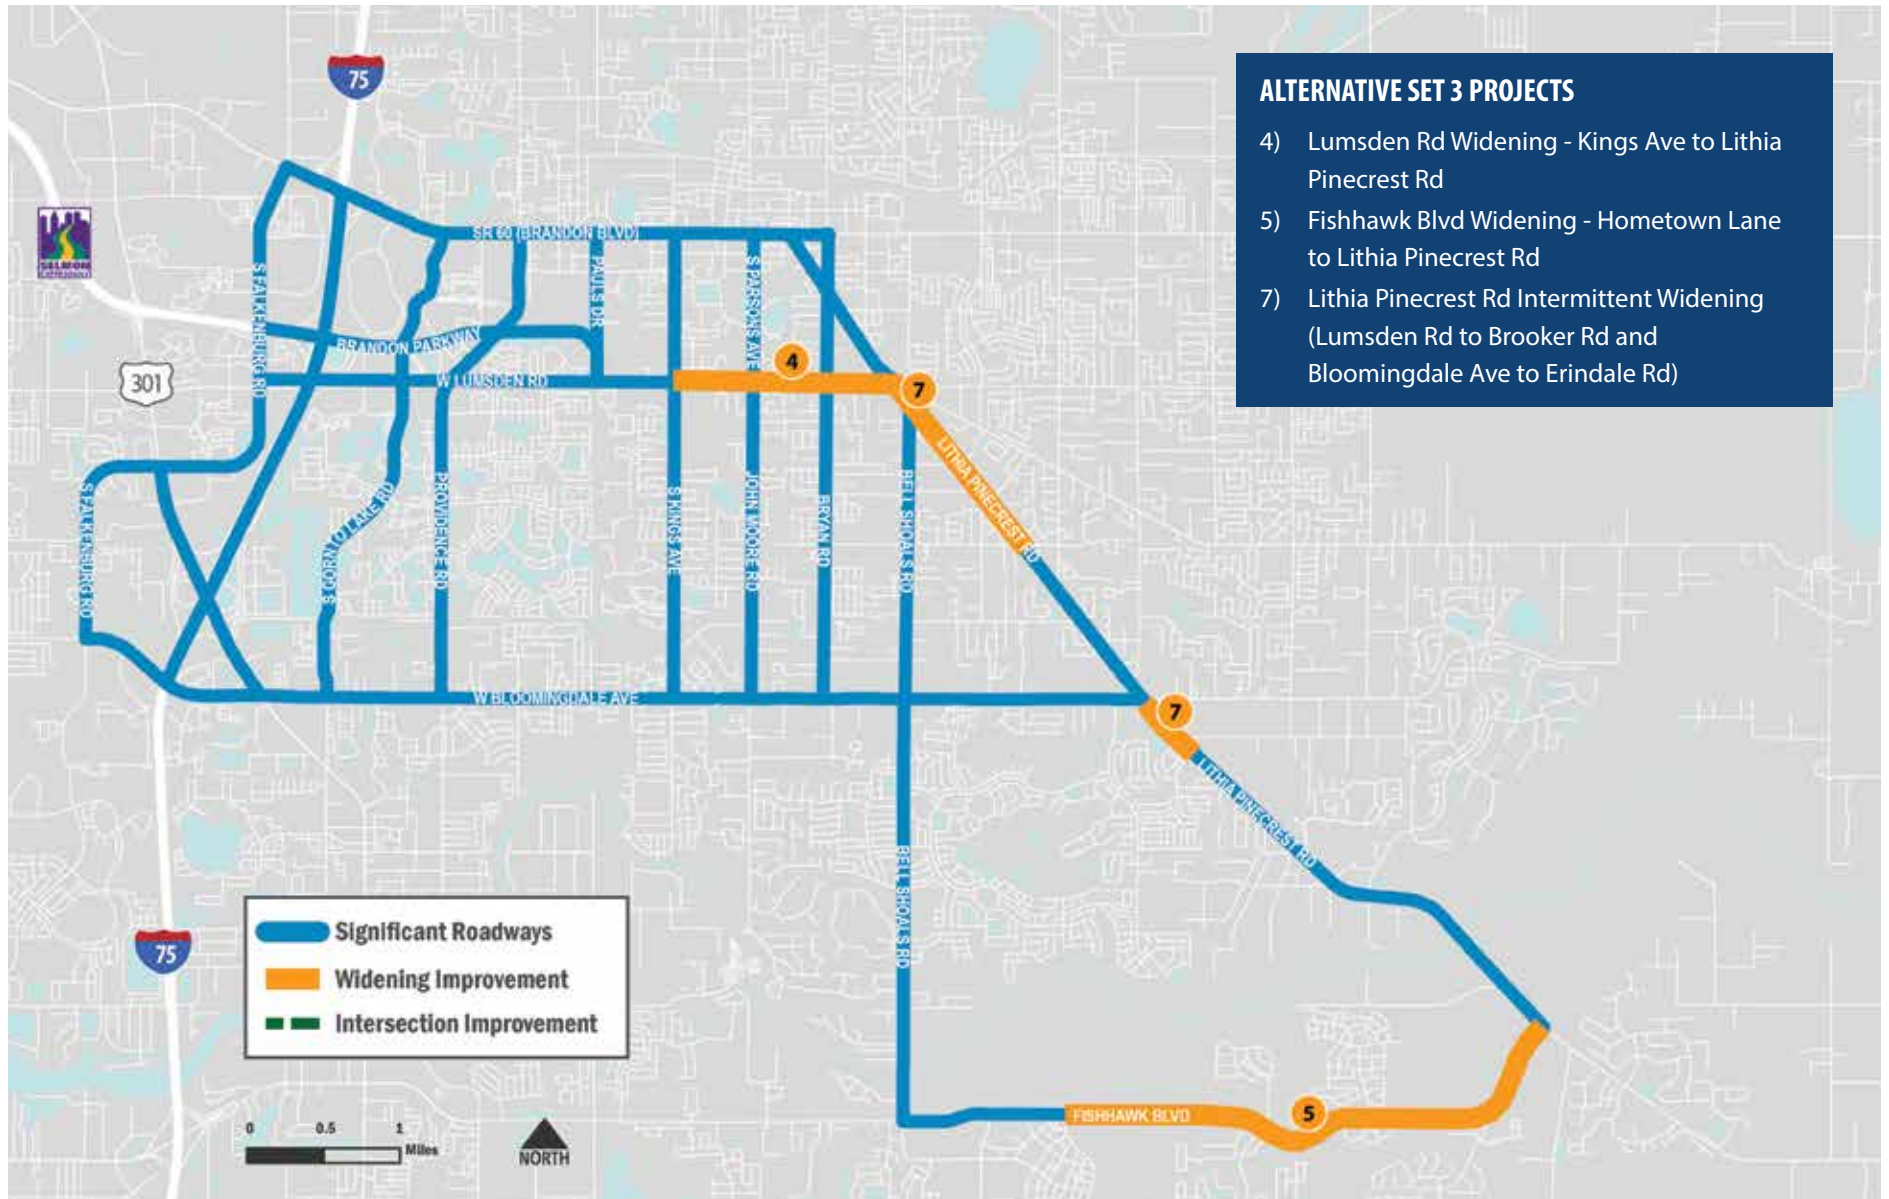 75
ALTERNATIVE SET 3 PROJECTS
4) Lumsden Rd Widening - Kings Ave to Lithia
Pinecrest Rd
5) Fishhawk Blvd Widening - Hometown Lane
to Lithia Pinecrest Rd
7) Lithia Pinecrest Rd Intermittent Widening
(Lumsden Rd to Brooker Rd and
Bloomingdale Ave to Erindale Rd)
SELMON
SR 60 (BRANDON BLVD)
S FALKENBURG RD
PAULS DR
S PARSONS AVE
BRANDON PARKWAY
4
301
W LUMSDEN RD
7
LITHIA PINECREST RD
S FALKENBURG RD
S GORNTO LAKE RD
PROVIDENCE RD
S KINGS AVE
JOHN MOORE RD
BRYAN RD
BELL SHOALS RD
W BLOOMINGDALE AVE
7
LITHIA PINECREST RD
BELL SHOALS RD
75
Significant Roadways
Widening Improvement
Intersection Improvement
FISHHAWK BLVD
5
0 0.5 1
Miles
NORTH